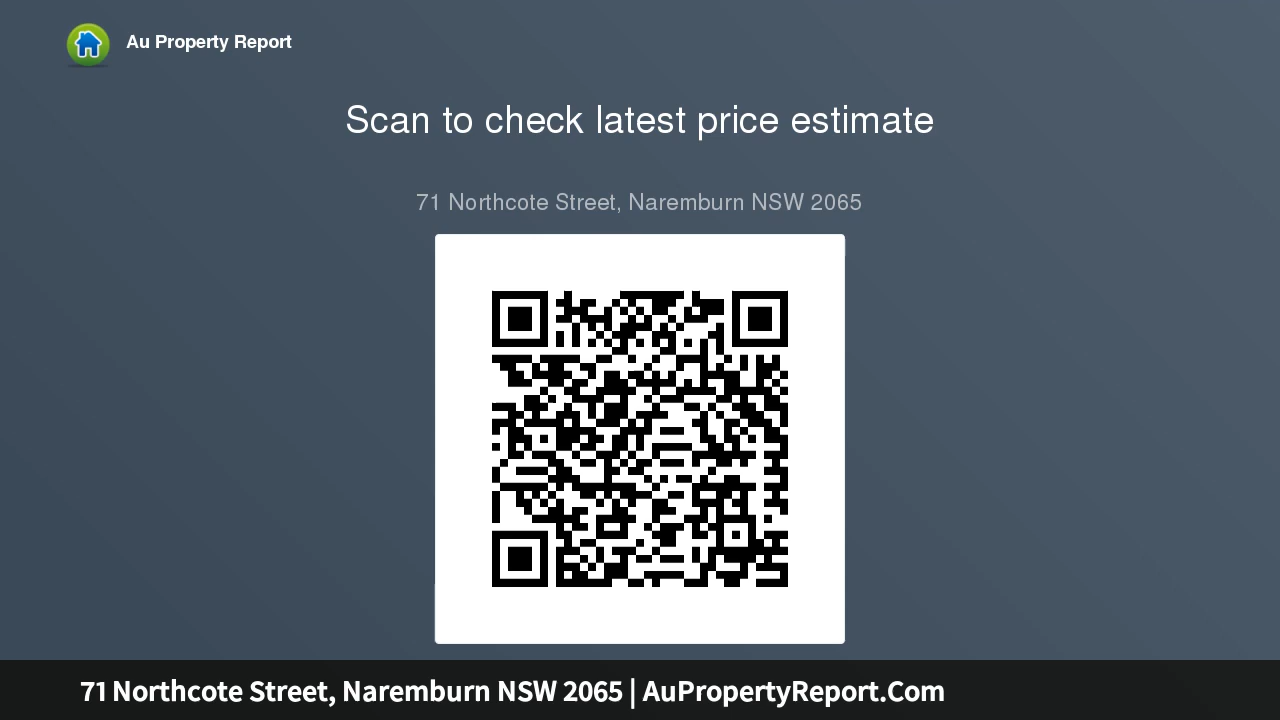 Au Property Report
Scan to check latest price estimate
71 Northcote Street, Naremburn NSW 2065
71 Northcote Street, Naremburn NSW 2065 | AuPropertyReport.Com